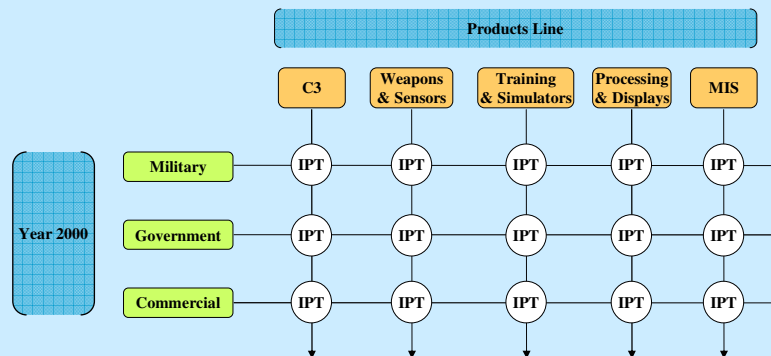 Products Line
C3
Weapons
& Sensors
Training
& Simulators
Processing
& Displays
MIS
Year 2000
Military
IPT IPT IPT IPT IPT
Government
IPT IPT IPT IPT IPT
Commercial
IPT IPT IPT IPT IPT